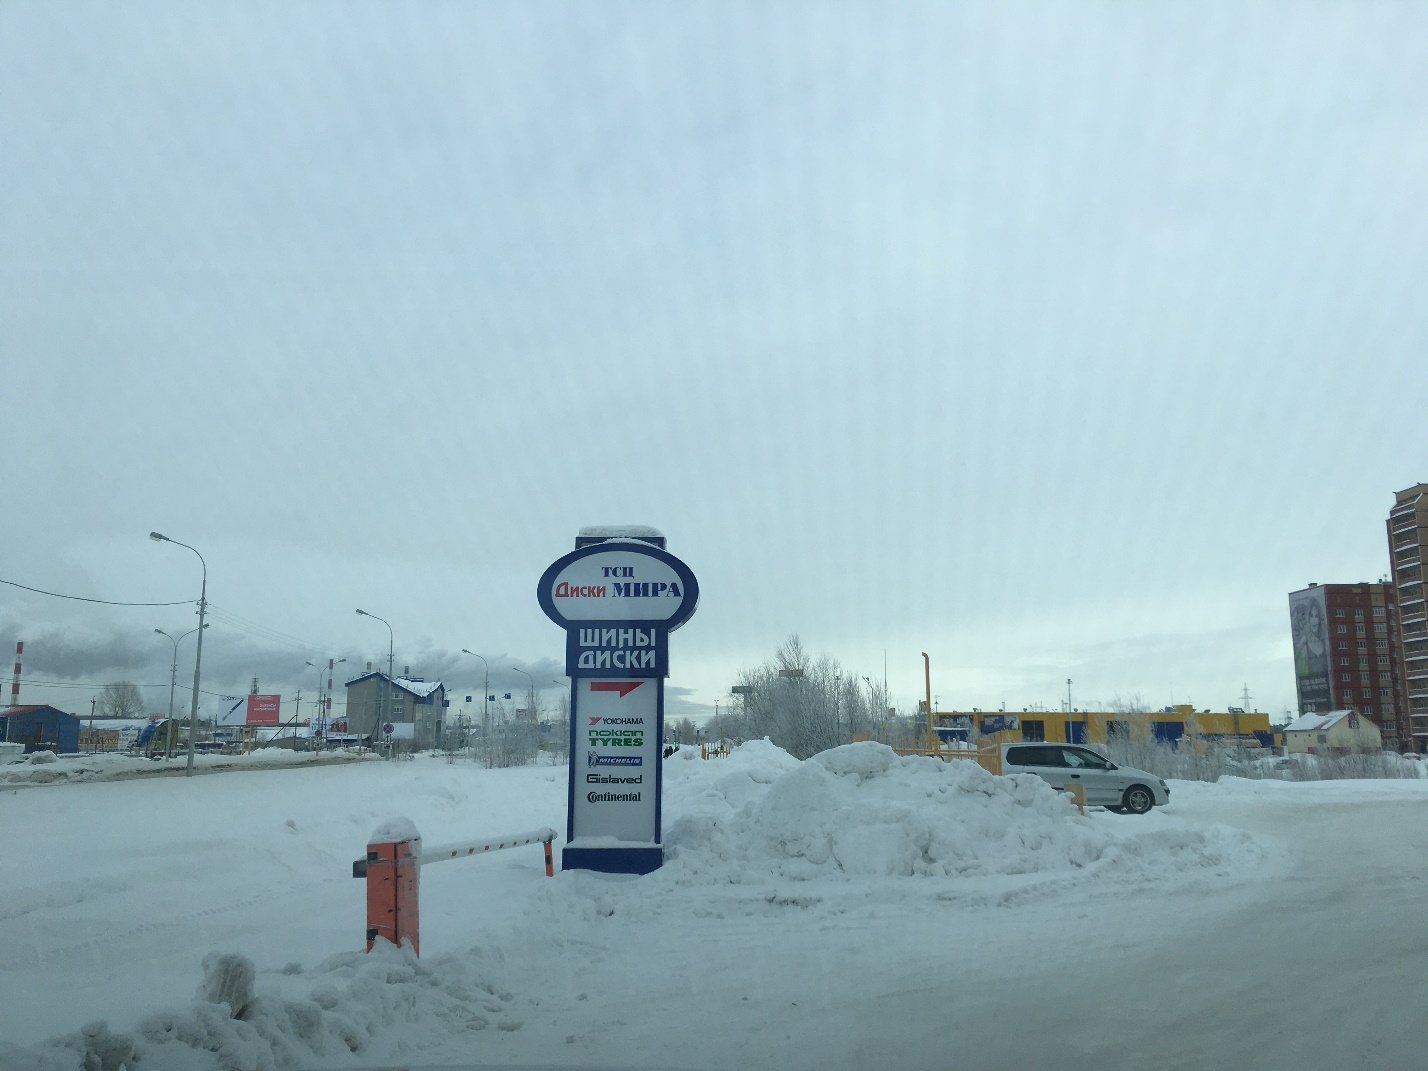 ТСЦ
Диски МИРА
ШИНЫ
ДИСКИ
YOKOHAMA
nokian
TYRES
MICHELIN
Gislaved
Continental